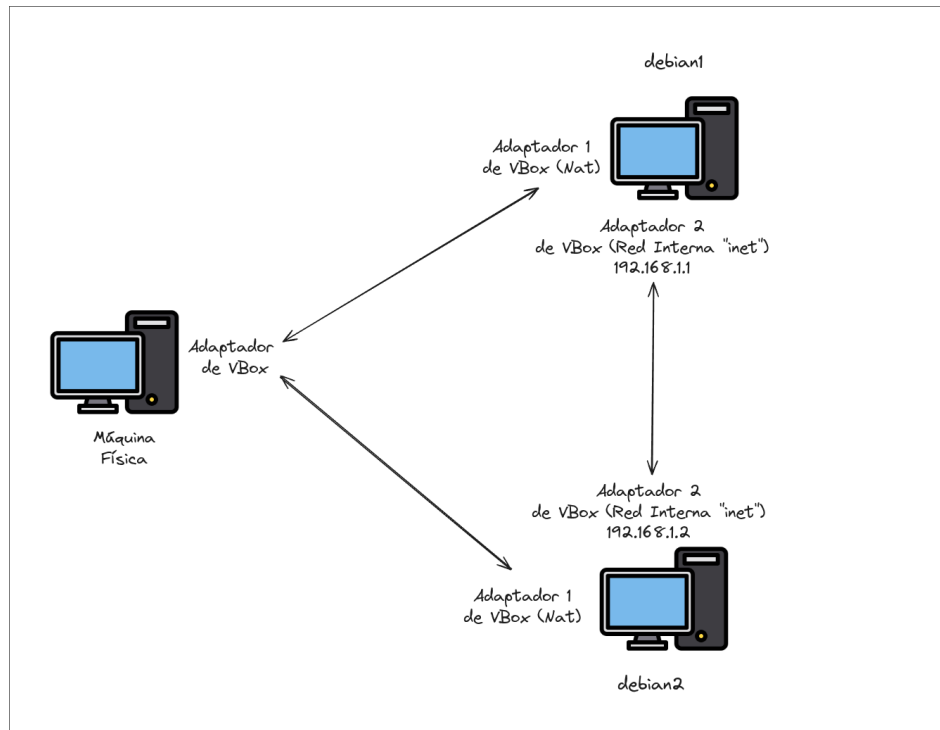 debian1
Adaptador 1
de VBox (Nat)
Adaptador 2
de VBox (Red Interna "inet")
192.168.1.1
Adaptador
de VBox
Máquina
Física
Adaptador 2
de VBox (Red Interna "inet")
192.168.1.2
Adaptador 1
de VBox (Nat)
debian2